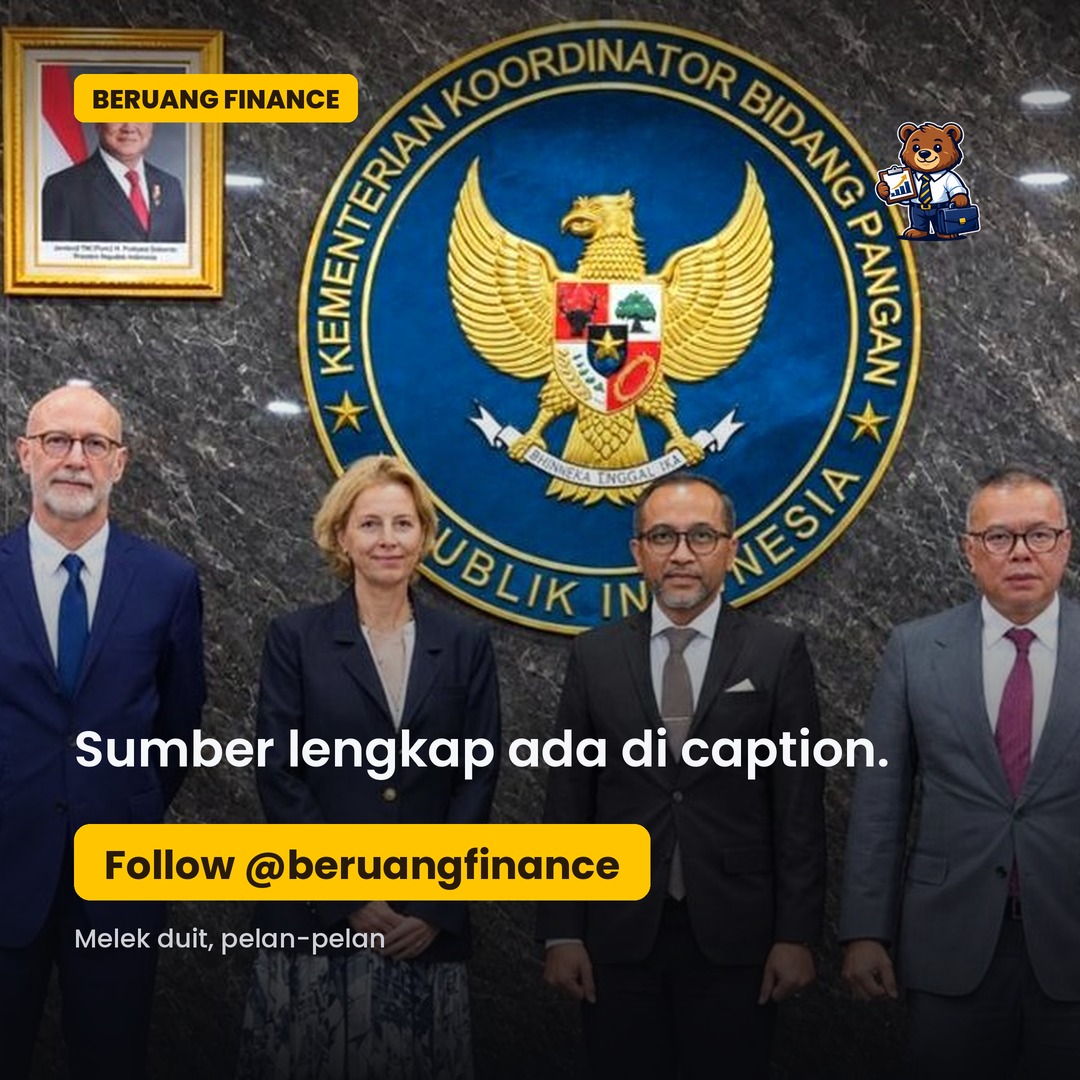 BERUANG FINANCE
KEMENTERIAN KOORDINATOR BIDANG PANGAN
BHINNEKA TUNGGAL IKA
Presiden Republik Indonesia
Sumber lengkap ada di caption.
Follow @beruangfinance
Melek duit, pelan-pelan